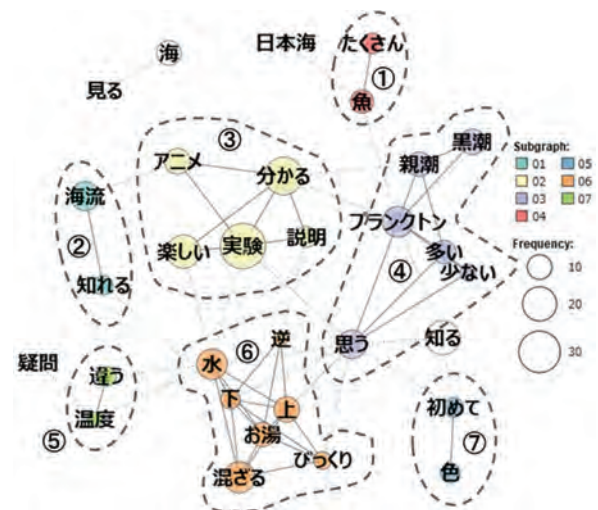 海
日本海
たくさん
①
魚
見る
③
アニメ
分かる
実験
楽しい
説明
黒潮
親潮
プランクトン
多い
少ない
④
思う
知る
海流
②
知れる
疑問
違う
温度
⑤
⑥
逆
水
下
上
お湯
混ざる
びっくり
初めて
⑦
色
Subgraph:
01 05
02 06
03 07
04
Frequency:
10
20
30